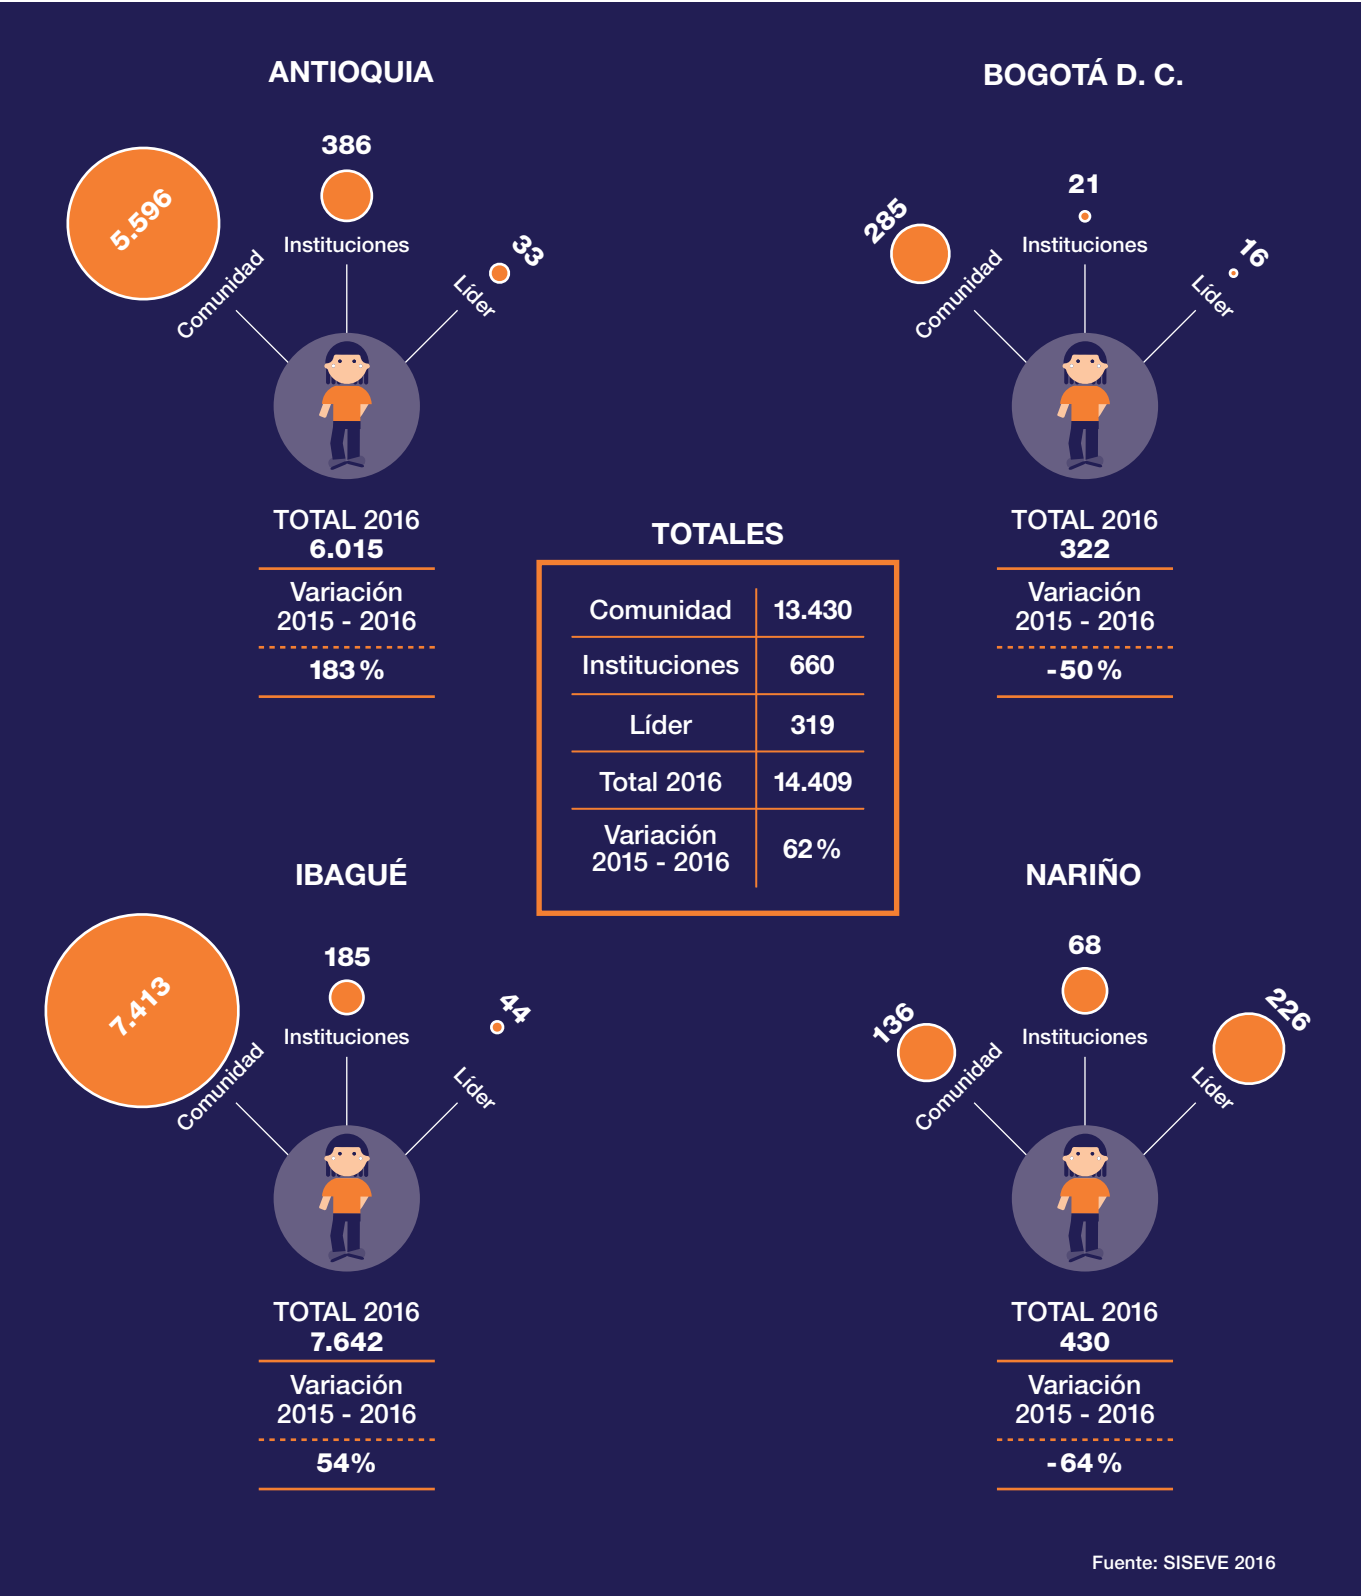 ANTIOQUIA
386
5.596
33
Instituciones
Comunidad
Líder
TOTAL 2016
6.015
Variación
2015 - 2016
183 %
BOGOTÁ D. C.
21
285
16
Instituciones
Comunidad
Líder
TOTAL 2016
322
Variación
2015 - 2016
-50 %
TOTALES
Comunidad 13.430
Instituciones 660
Líder 319
Total 2016 14.409
Variación
2015 - 2016 62 %
IBAGUÉ
185
7.413
44
Instituciones
Comunidad
Líder
TOTAL 2016
7.642
Variación
2015 - 2016
54%
NARIÑO
68
136
226
Instituciones
Comunidad
Líder
TOTAL 2016
430
Variación
2015 - 2016
-64 %
Fuente: SISEVE 2016